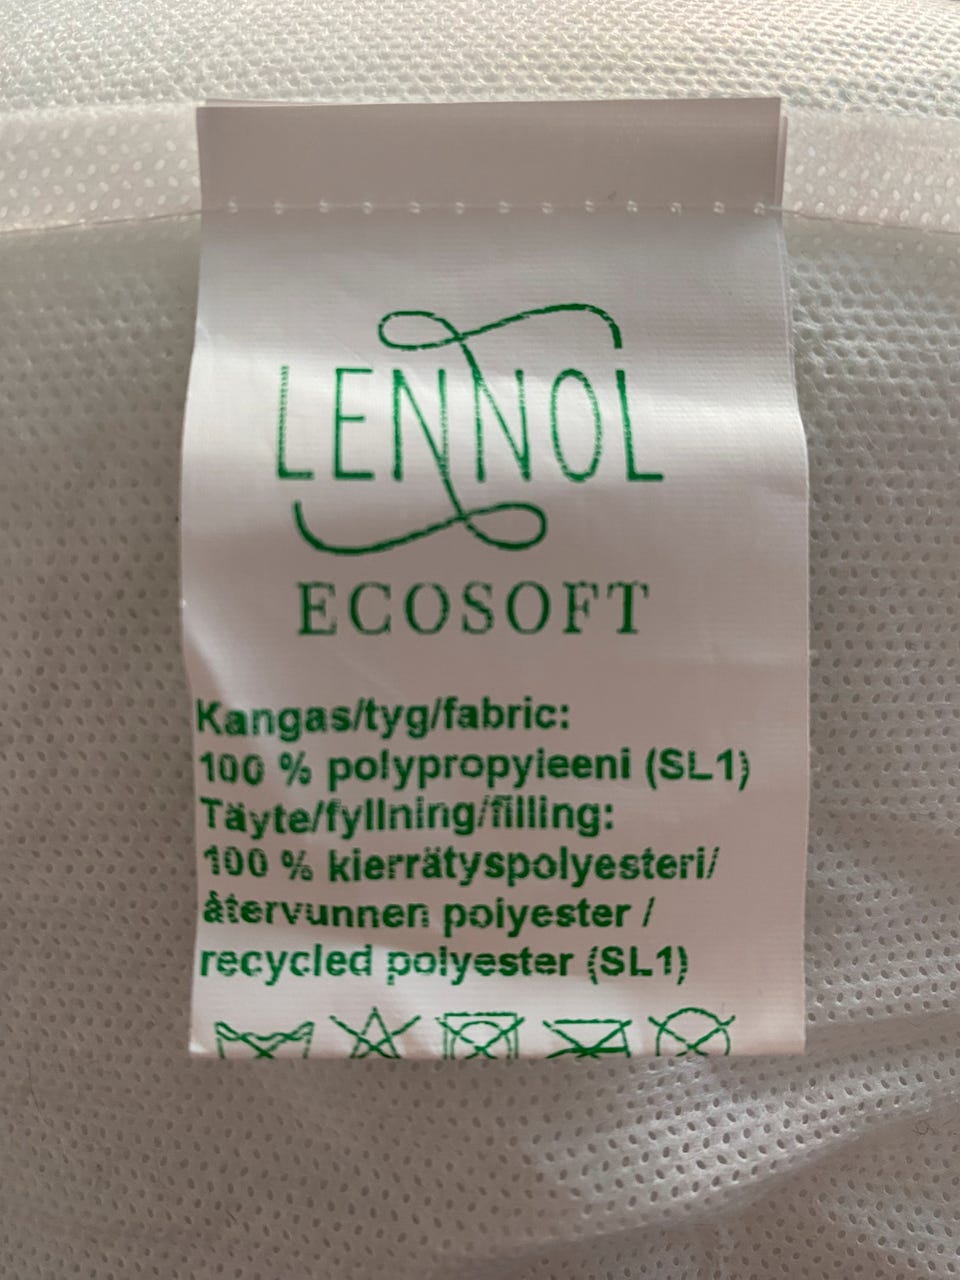 LENNOL
ECOSOFT
Kangas/tyg/fabric:
100 % polypropyleeni (SL1)
Täyte/fyllning/filling:
100 % kierrätyspolyesteri/
återvunnen polyester /
recycled polyester (SL1)